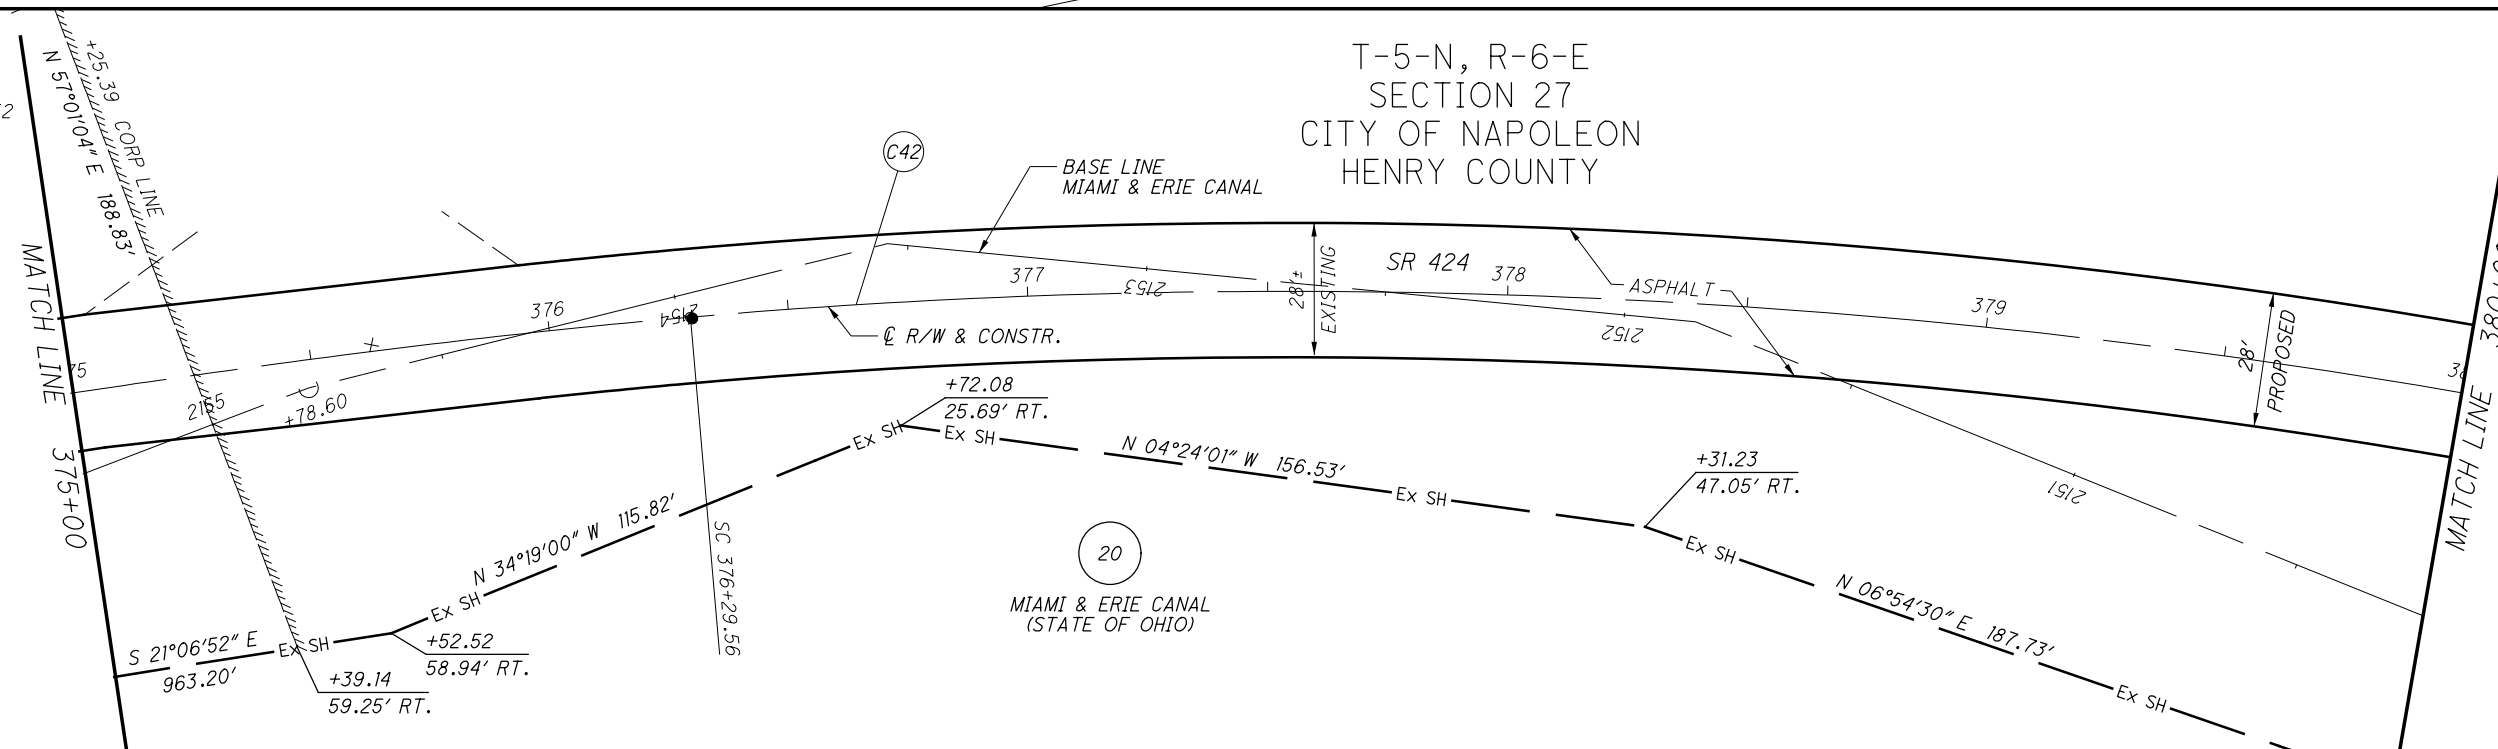 T-5-N, R-6-E
SECTION 27
CITY OF NAPOLEON
HENRY COUNTY
+25.39 CORP LINE
N 57°01'04" E 188.83'
MATCH LINE 375+00
C42
BASE LINE
MIAMI & ERIE CANAL
376
377
378
379
2155
2154
2153
2152
2151
SR 424
28'±
EXISTING
ASPHALT
28'
PROPOSED
℄ R/W & CONSTR.
+78.60
+72.08
25.69' RT.
Ex SH
Ex SH
N 04°24'01" W 156.53'
Ex SH
+31.23
47.05' RT.
N 34°19'00" W 115.82'
Ex SH
SC 376+29.56
20
MIAMI & ERIE CANAL
(STATE OF OHIO)
Ex SH
N 06°54'30" E 187.73'
Ex SH
S 21°06'52" E
963.20'
Ex SH
+52.52
58.94' RT.
+39.14
59.25' RT.
MATCH LINE